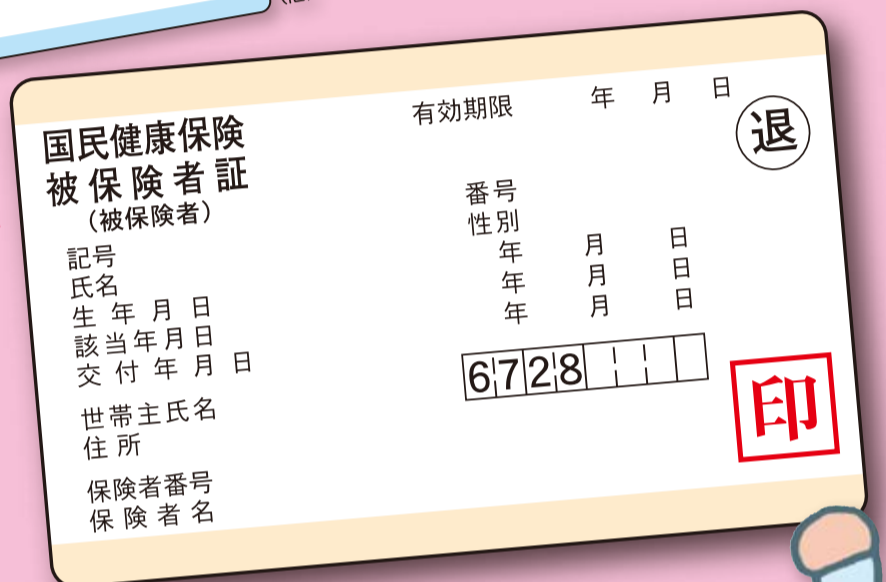 有効期限 年 月 日
退
国民健康保険
被保険者証
（被保険者）
記号 番号
氏名 性別
生年月日 年 月 日
該当年月日 年 月 日
交付年月日 年 月 日
世帯主氏名
住所
6728
印
保険者番号
保険者名